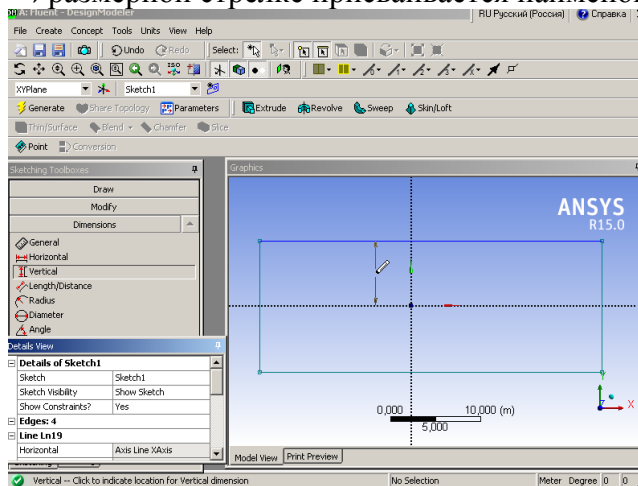 размерной стрелке присваивается наимено
A: Fluent - DesignModeler
RU Русский (Россия) Справка
File Create Concept Tools Units View Help
Undo Redo Select:
XYPlane Sketch1
Generate Share Topology Parameters Extrude Revolve Sweep Skin/Loft
Thin/Surface Blend Chamfer Slice
Point Conversion
Sketching Toolboxes
Graphics
Draw
Modify
Dimensions
General
Horizontal
Vertical
Length/Distance
Radius
Diameter
Angle
ANSYS
R15.0
Details View
Details of Sketch1
Sketch Sketch1
Sketch Visibility Show Sketch
Show Constraints? Yes
Edges: 4
Line Ln19
Horizontal Axis Line XAxis
0,000 10,000 (m)
5,000
Y
Z
X
Model View Print Preview
Vertical -- Click to indicate location for Vertical dimension No Selection Meter Degree 0 0